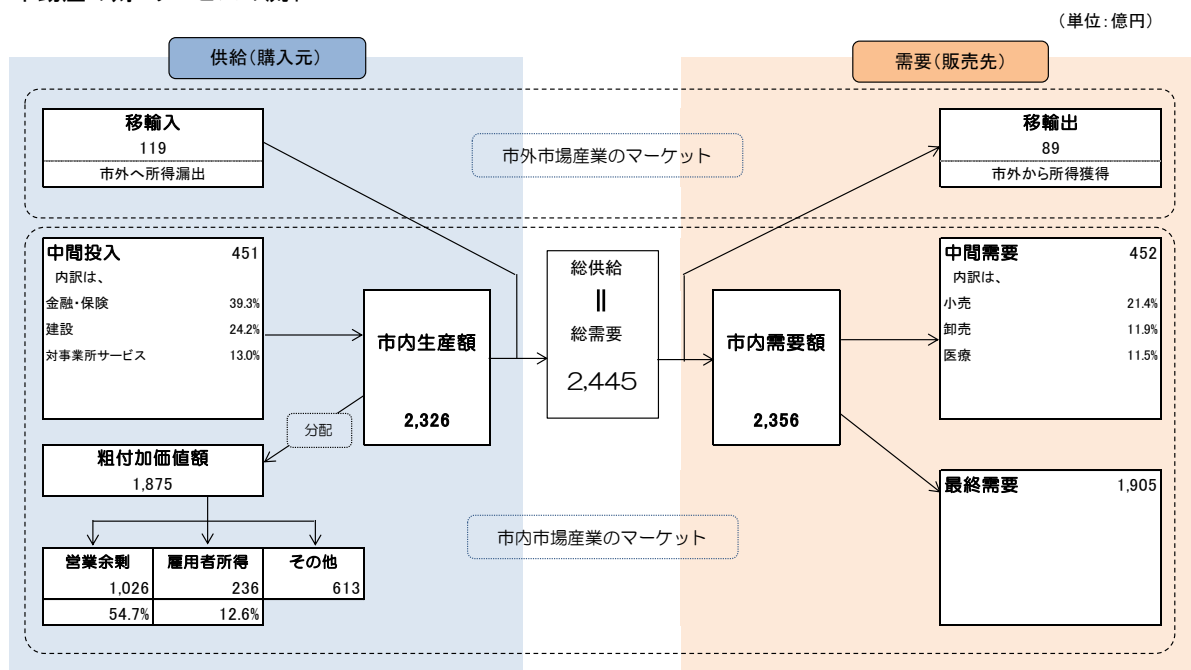 （単位：億円）
供給（購入元）
需要（販売先）
移輸入
119
市外へ所得漏出
市外市場産業のマーケット
移輸出
89
市外から所得獲得
中間投入 451
内訳は、
金融・保険 39.3%
建設 24.2%
対事業所サービス 13.0%
市内生産額
2,326
総供給
||
総需要
2,445
市内需要額
2,356
中間需要 452
内訳は、
小売 21.4%
卸売 11.9%
医療 11.5%
分配
粗付加価値額
1,875
最終需要 1,905
市内市場産業のマーケット
営業余剰 雇用者所得 その他
1,026 236 613
54.7% 12.6%